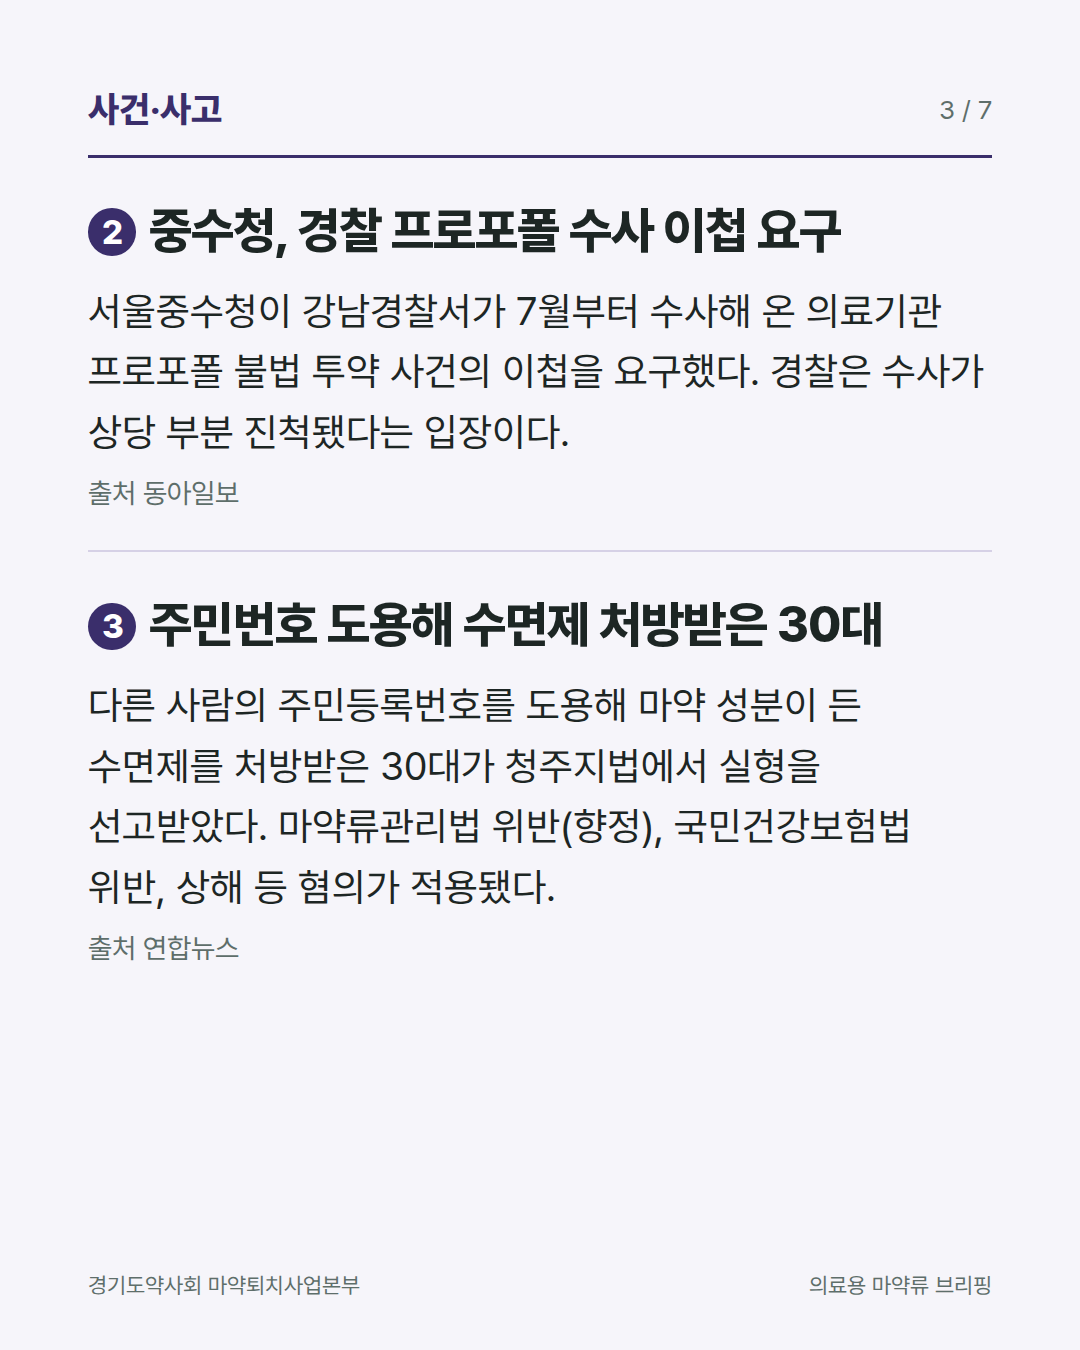 사건·사고
3 / 7
2 중수청, 경찰 프로포폴 수사 이첩 요구
서울중수청이 강남경찰서가 7월부터 수사해 온 의료기관
프로포폴 불법 투약 사건의 이첩을 요구했다. 경찰은 수사가
상당 부분 진척됐다는 입장이다.
출처 동아일보
3 주민번호 도용해 수면제 처방받은 30대
다른 사람의 주민등록번호를 도용해 마약 성분이 든
수면제를 처방받은 30대가 청주지법에서 실형을
선고받았다. 마약류관리법 위반(향정), 국민건강보험법
위반, 상해 등 혐의가 적용됐다.
출처 연합뉴스
경기도약사회 마약퇴치사업본부
의료용 마약류 브리핑